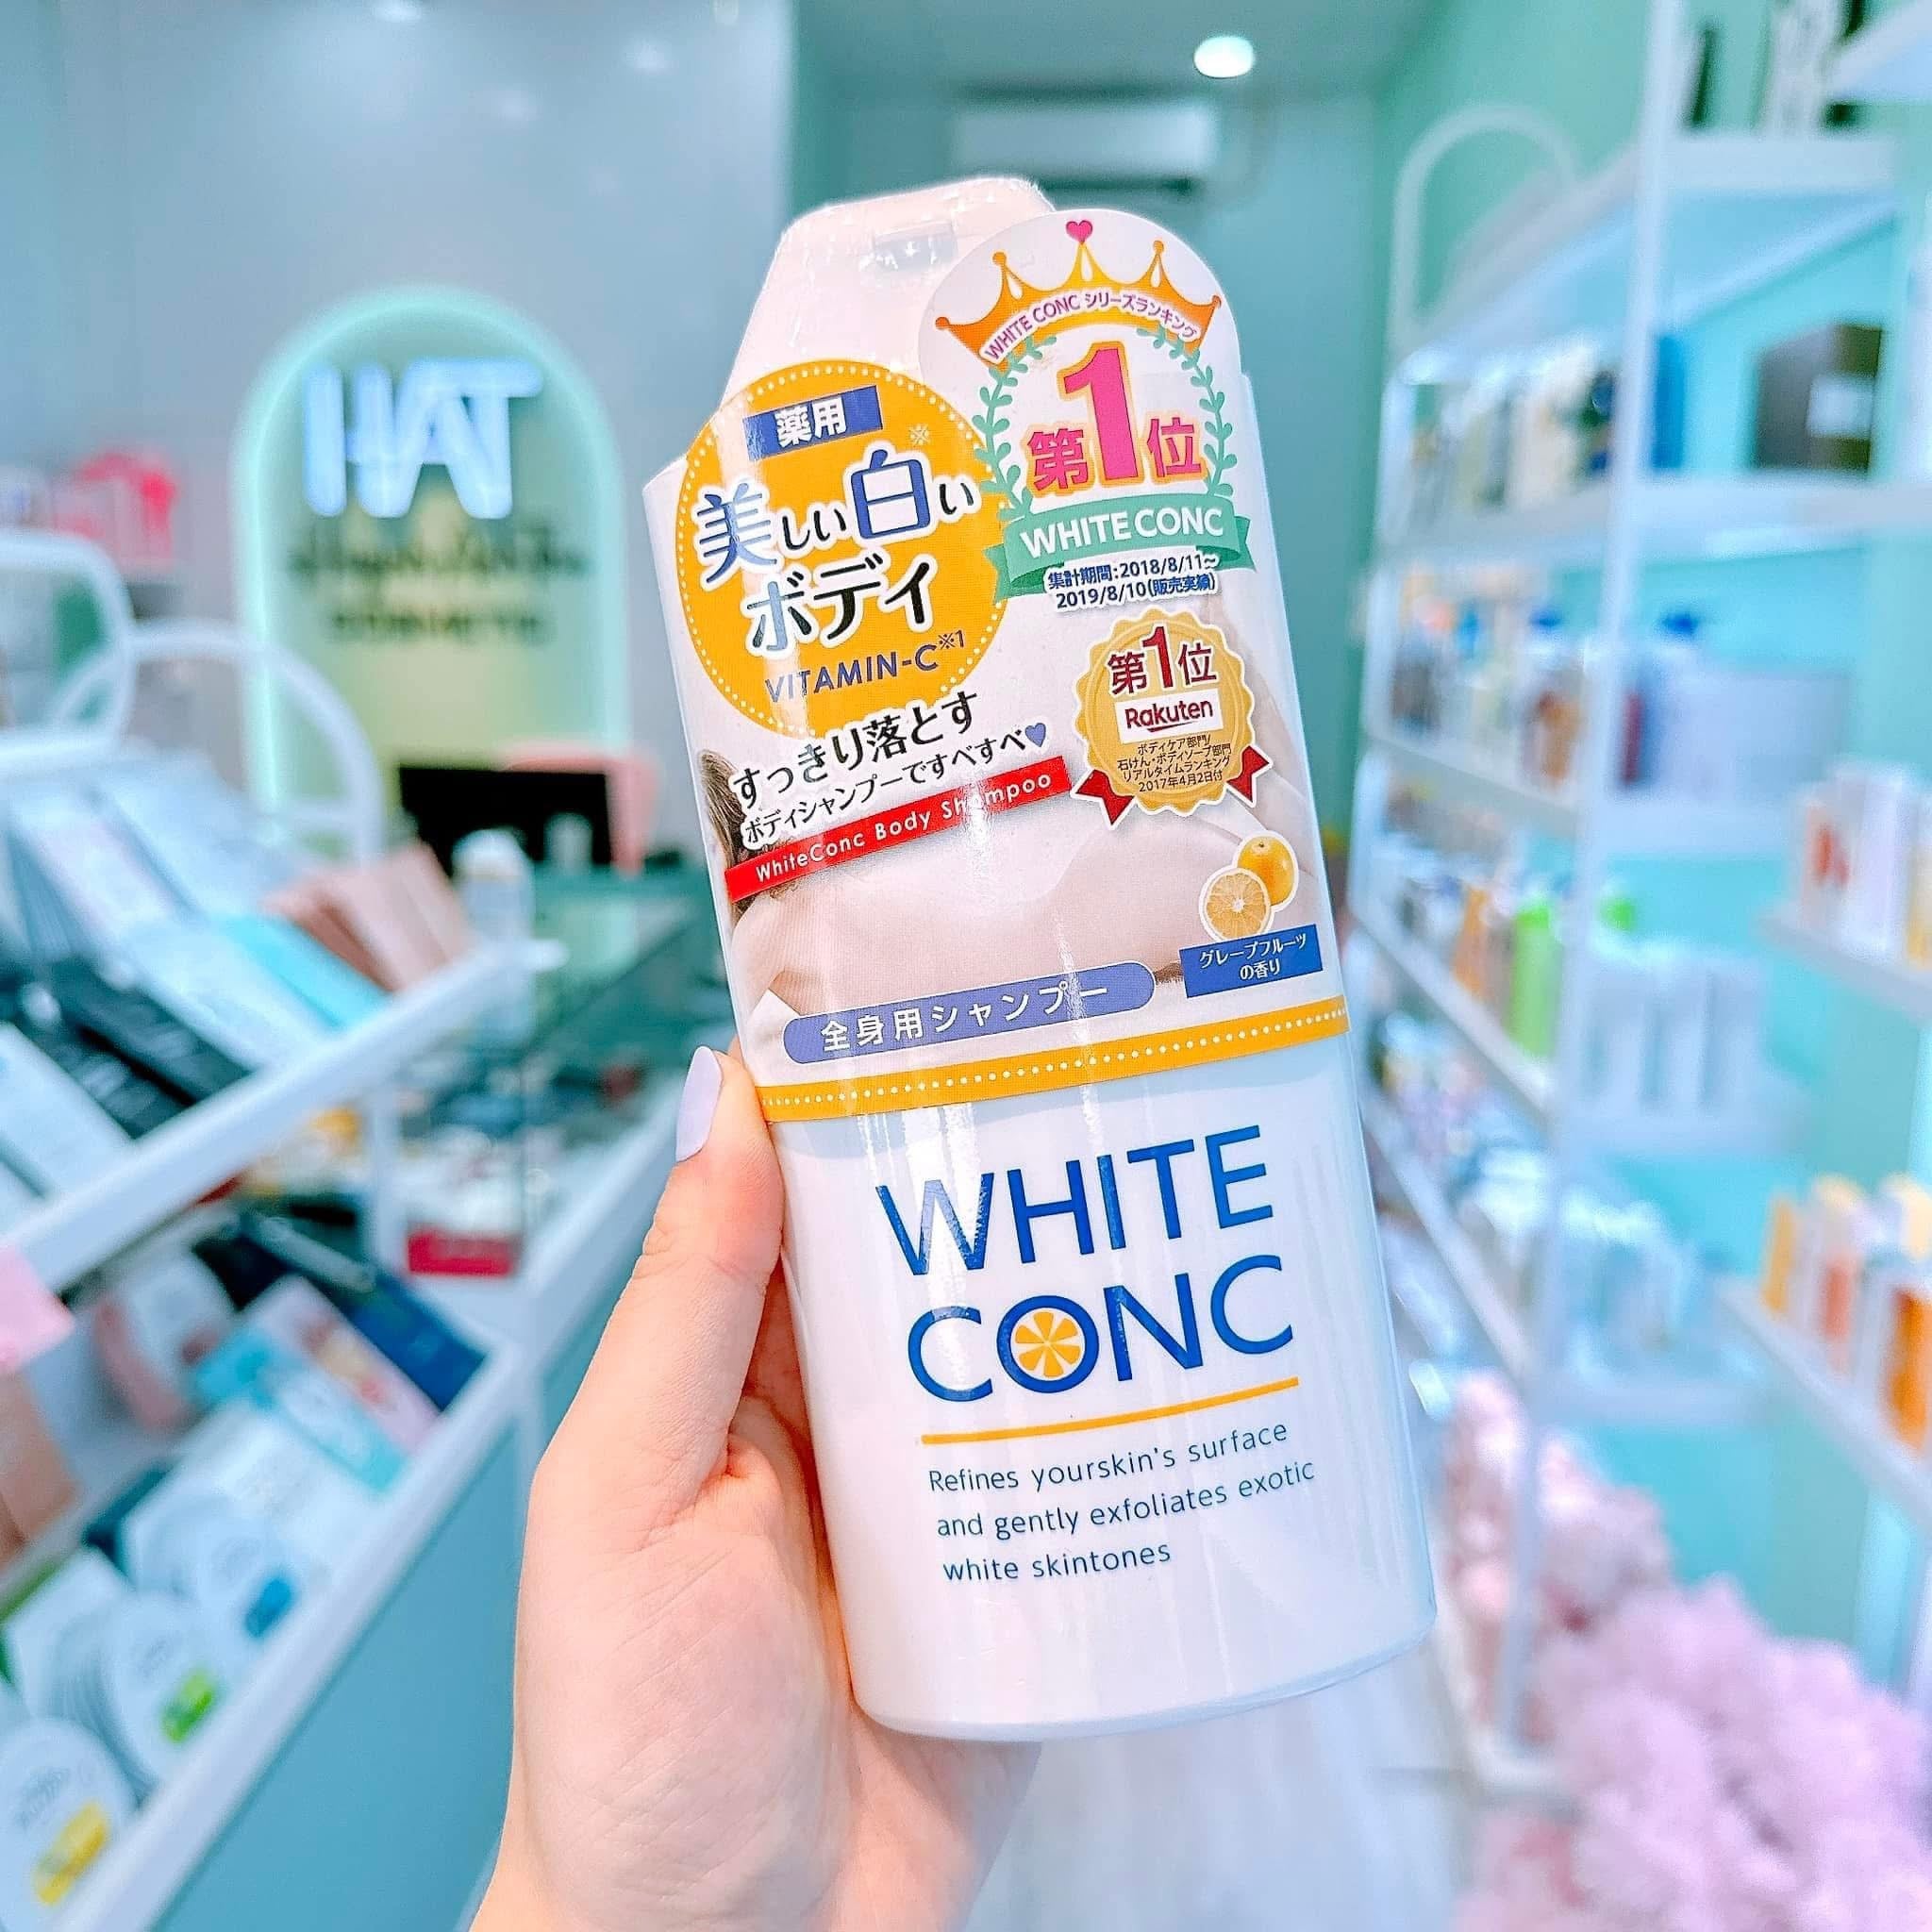 HAT
WHITE CONC シリーズランキング
第1位
WHITE CONC
集計期間:2018/8/11~
2019/8/10(販売実績)
薬用
美しい白い※
ボディ
VITAMIN-C※1
すっきり落とす
ボディシャンプーですべすべ♥
WhiteConc Body Shampoo
第1位
Rakuten
ボディケア部門/
石けん・ボディソープ部門
リアルタイムランキング
2017年4月2日付
グレープフルーツ
の香り
全身用シャンプー
WHITE
CONC
Refines yourskin's surface
and gently exfoliates exotic
white skintones